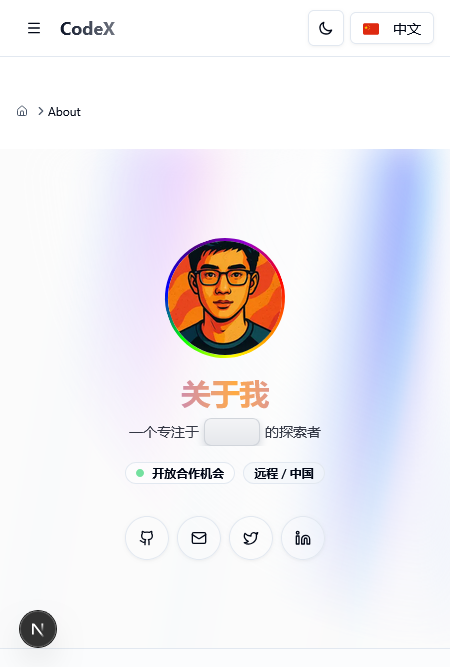 CodeX
中文
About
关于我
一个专注于 的探索者
开放合作机会
远程 / 中国
N